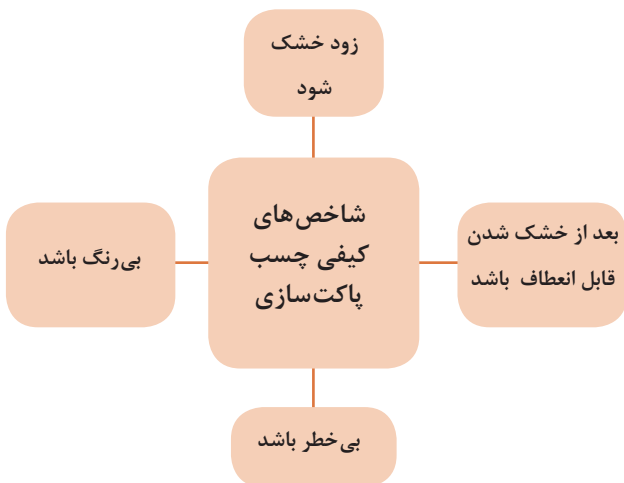 زود خشک
شود
شاخص‌های
کیفی چسب
پاکت‌سازی
بعد از خشک شدن
قابل انعطاف باشد
بی‌رنگ باشد
بی‌خطر باشد